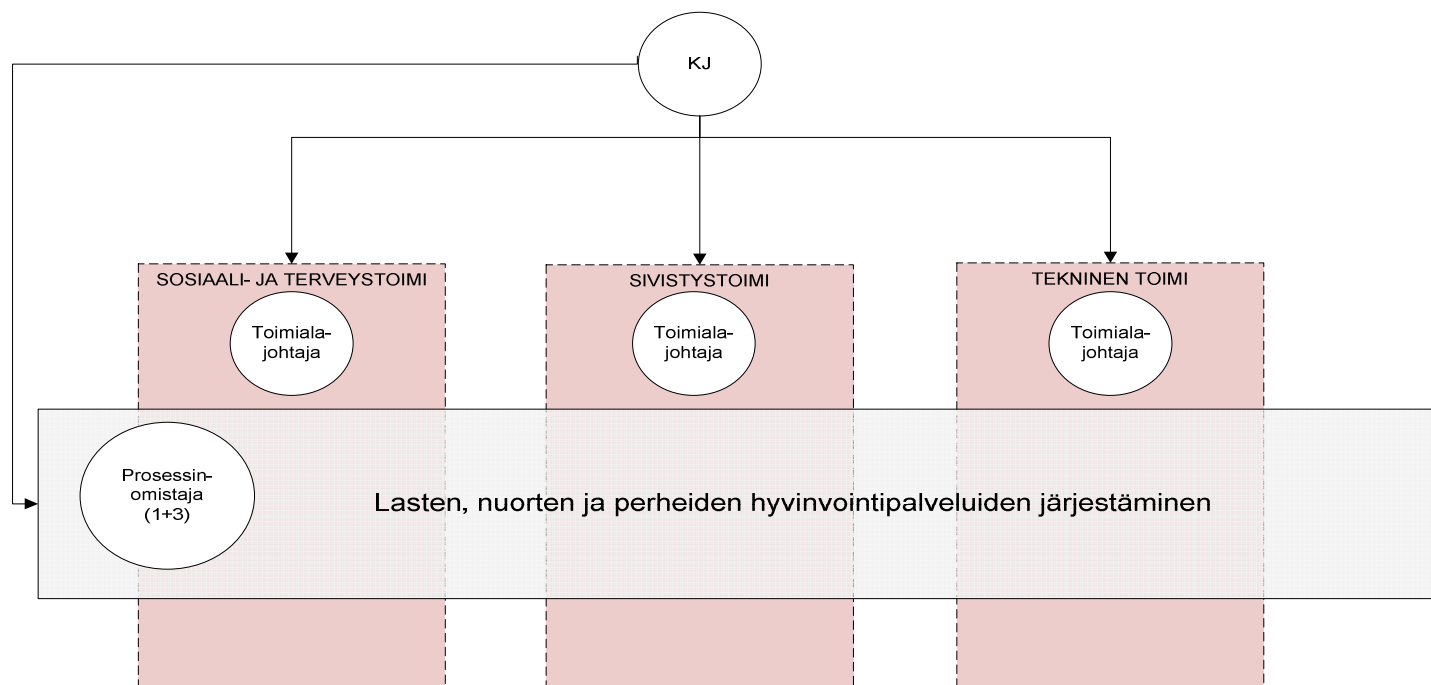 KJ
SOSIAALI- JA TERVEYSTOIMI
Toimiala-
johtaja
SIVISTYSTOIMI
Toimiala-
johtaja
TEKNINEN TOIMI
Toimiala-
johtaja
Prosessin-
omistaja
(1+3)
Lasten, nuorten ja perheiden hyvinvointipalveluiden järjestäminen